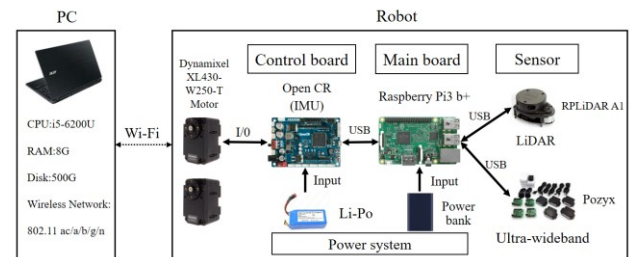 PC
Robot
CPU:i5-6200U
RAM:8G
Disk:500G
Wireless Network:
802.11 ac/a/b/g/n
Wi-Fi
Dynamixel
XL430-
W250-T
Motor
I/0
Control board
Open CR
(IMU)
Input
Li-Po
USB
Main board
Raspberry Pi3 b+
Input
Power
bank
Power system
Sensor
USB
RPLiDAR A1
LiDAR
USB
Pozyx
Ultra-wideband